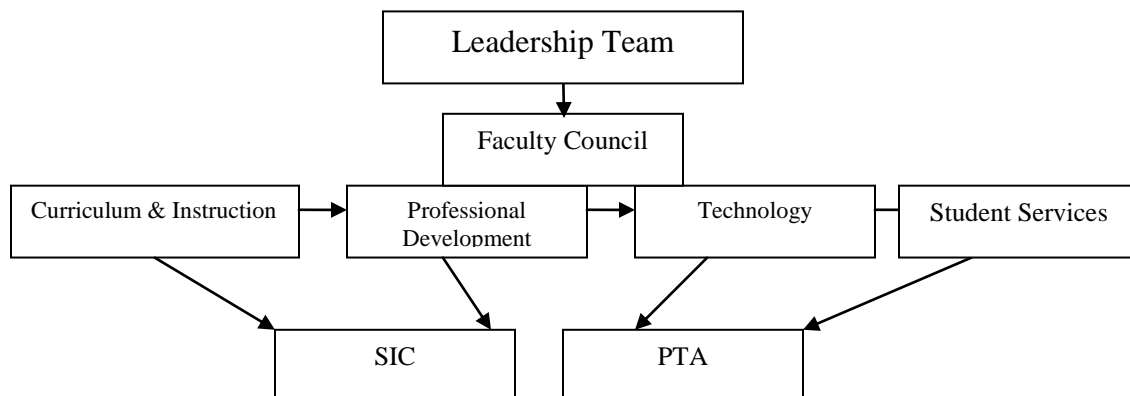 Leadership Team
Faculty Council
Curriculum & Instruction
Professional
Development
Technology
Student Services
SIC
PTA